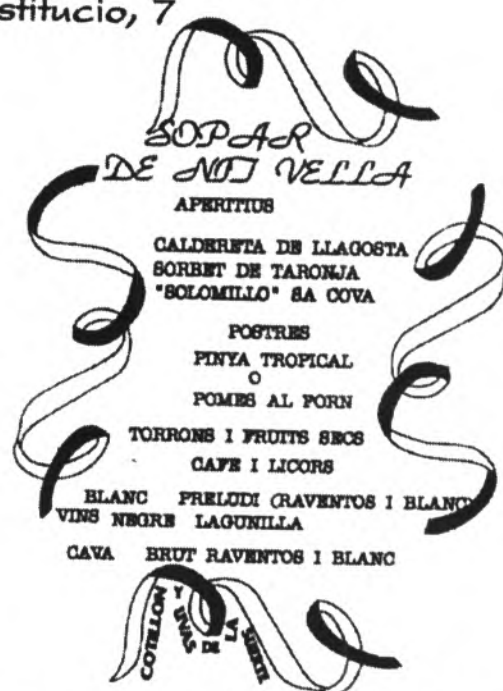 stitucio, 7
SOPAR
DE NIT VELLA
APERITIUS
CALDERETA DE LLAGOSTA
SORBET DE TARONJA
"SOLOMILLO" SA COVA
POSTRES
PINYA TROPICAL
O
POMES AL FORN
TORRONS I FRUITS SECS
CAFE I LICORS
BLANC PRELUDI (RAVENTOS I BLANC)
VINS NEGRE LAGUNILLA
CAVA BRUT RAVENTOS I BLANC
COTILLON Y UVAS DE LA SUERTE